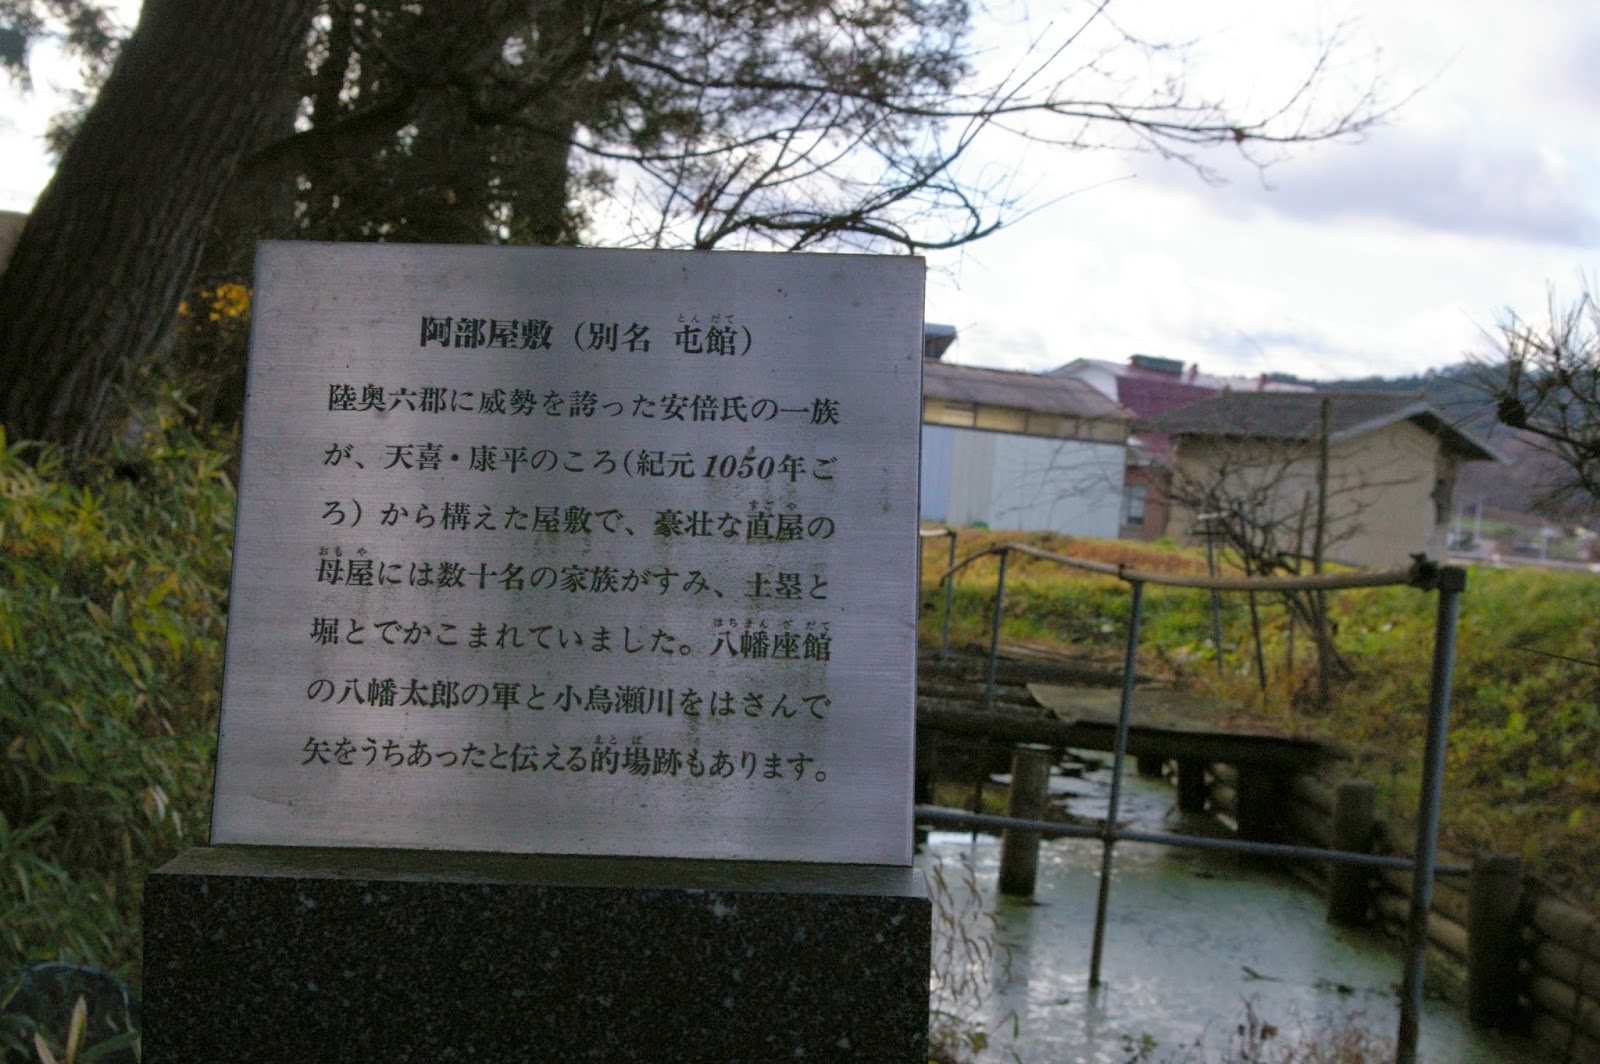 阿部屋敷（別名 屯館）
陸奥六郡に威勢を誇った安倍氏の一族
が、天喜・康平のころ（紀元1050年ご
ろ）から構えた屋敷で、豪壮な直屋の
母屋には数十名の家族がすみ、土塁と
堀とでかこまれていました。八幡座館
の八幡太郎の軍と小烏瀬川をはさんで
矢をうちあったと伝える的場跡もあります。